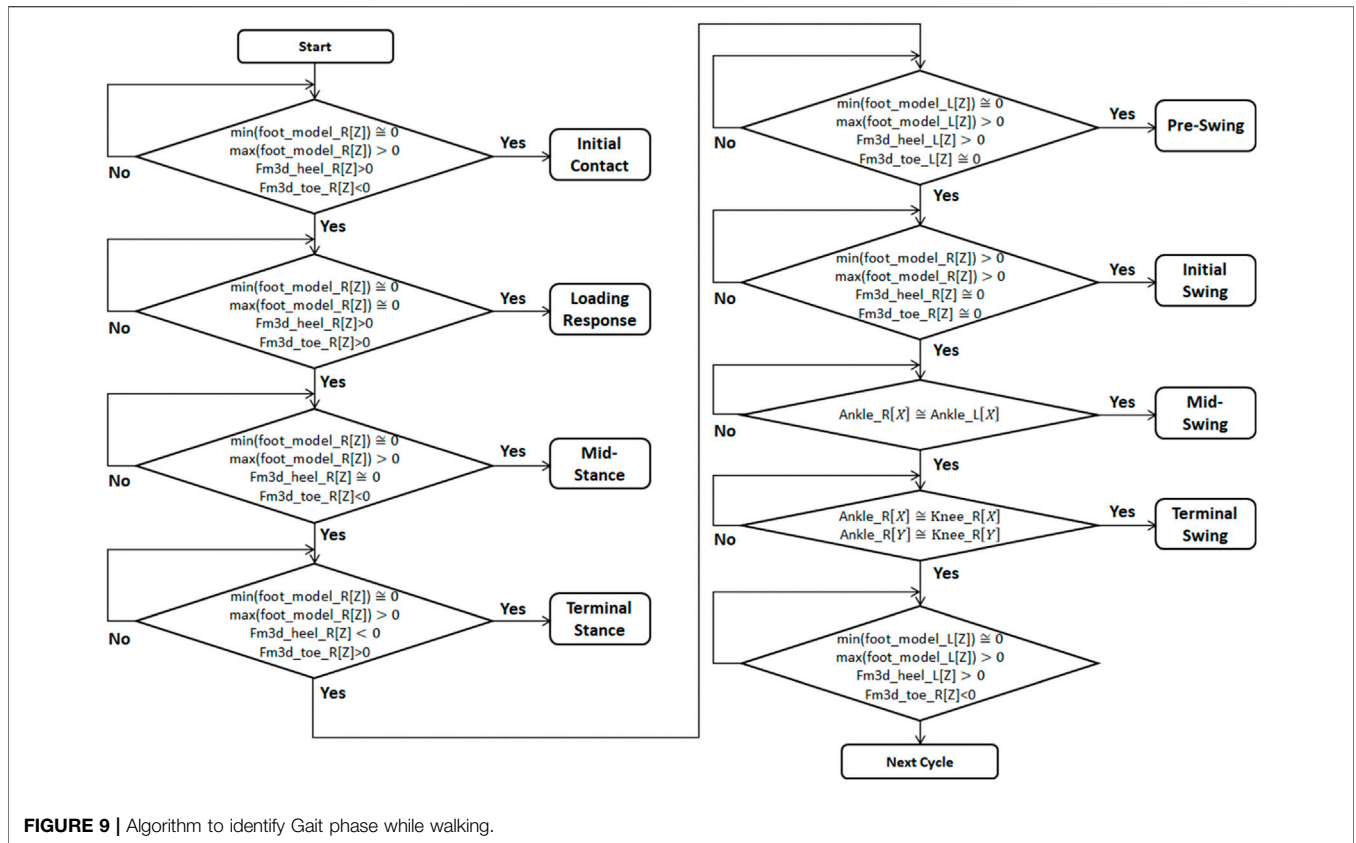 Start
min(foot_model_R[Z]) ≅ 0
max(foot_model_R[Z]) > 0
Fm3d_heel_R[Z]>0
Fm3d_toe_R[Z]<0
No
Yes
Initial
Contact
Yes
min(foot_model_R[Z]) ≅ 0
max(foot_model_R[Z]) ≅ 0
Fm3d_heel_R[Z]>0
Fm3d_toe_R[Z]>0
No
Yes
Loading
Response
Yes
min(foot_model_R[Z]) ≅ 0
max(foot_model_R[Z]) > 0
Fm3d_heel_R[Z] ≅ 0
Fm3d_toe_R[Z]<0
No
Yes
Mid-
Stance
Yes
min(foot_model_R[Z]) ≅ 0
max(foot_model_R[Z]) > 0
Fm3d_heel_R[Z] < 0
Fm3d_toe_R[Z]>0
No
Yes
Terminal
Stance
Yes
min(foot_model_L[Z]) ≅ 0
max(foot_model_L[Z]) > 0
Fm3d_heel_L[Z] > 0
Fm3d_toe_L[Z] ≅ 0
No
Yes
Pre-Swing
Yes
min(foot_model_R[Z]) > 0
max(foot_model_R[Z]) > 0
Fm3d_heel_R[Z] ≅ 0
Fm3d_toe_R[Z] ≅ 0
No
Yes
Initial
Swing
Yes
Ankle_R[X] ≅ Ankle_L[X]
No
Yes
Mid-
Swing
Yes
Ankle_R[X] ≅ Knee_R[X]
Ankle_R[Y] ≅ Knee_R[Y]
No
Yes
Terminal
Swing
Yes
min(foot_model_L[Z]) ≅ 0
max(foot_model_L[Z]) > 0
Fm3d_heel_L[Z] > 0
Fm3d_toe_R[Z]<0
Next Cycle
FIGURE 9 | Algorithm to identify Gait phase while walking.